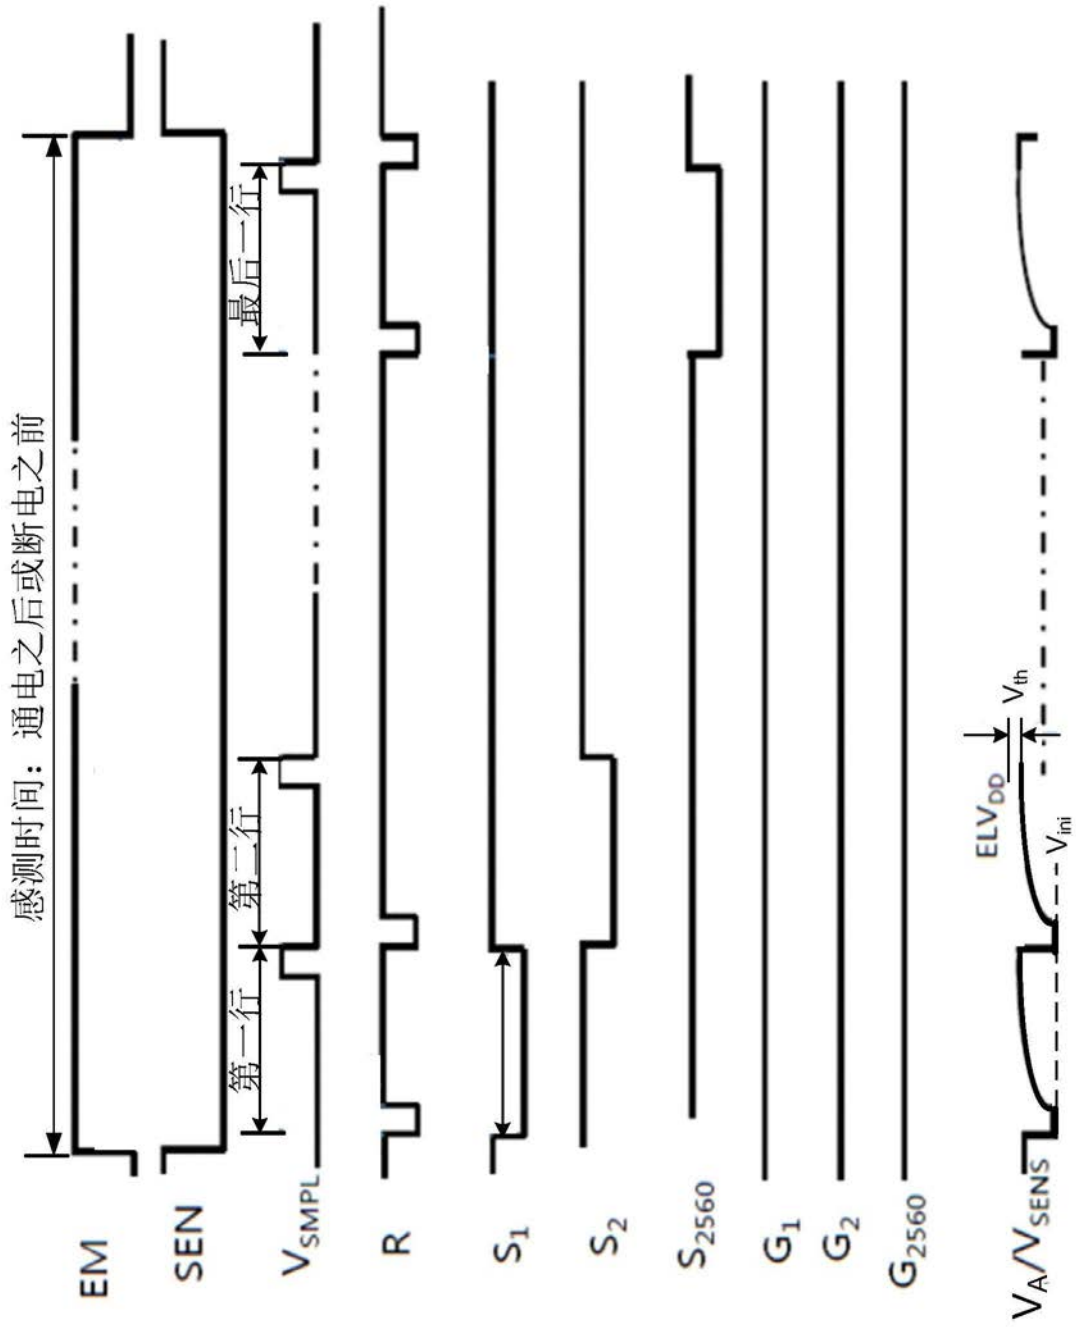 感测时间：通电之后或断电之前
EM
SEN
第一行 第二行 最后一行
VSMPL
R
S1
S2
S2560
G1
G2
G2560
ELVDD Vth
Vini
VA/VSENS